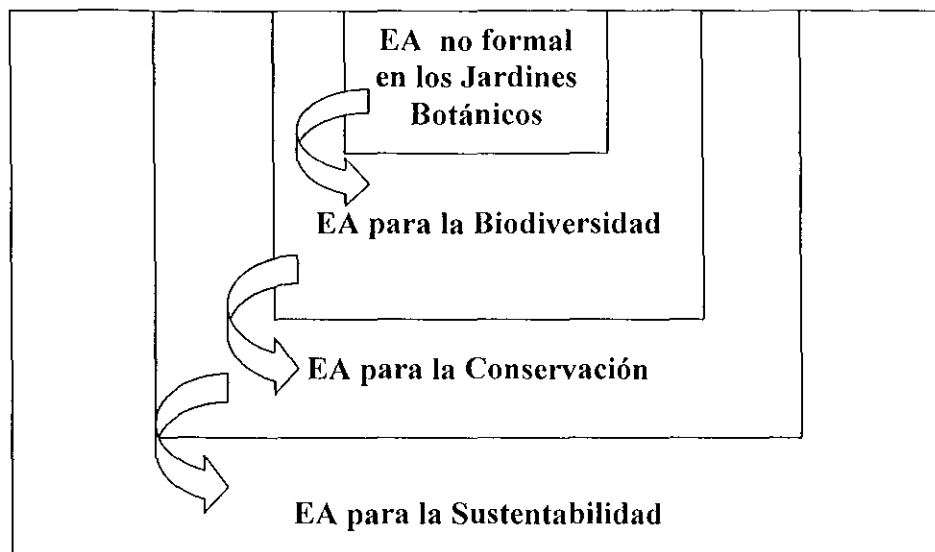 EA no formal
en los Jardines
Botánicos
EA para la Biodiversidad
EA para la Conservación
EA para la Sustentabilidad